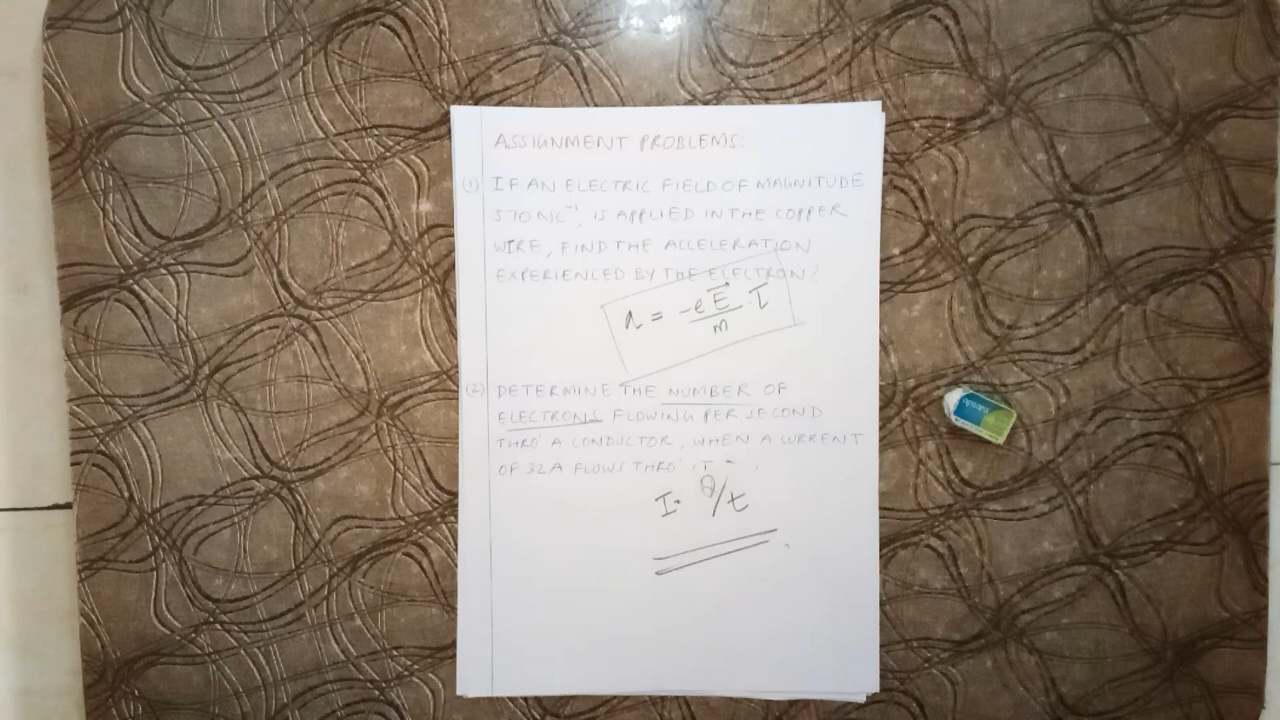 ASSIGNMENT PROBLEMS:
(1) IF AN ELECTRIC FIELD OF MAGNITUDE
570NC⁻¹, IS APPLIED IN THE COPPER
WIRE, FIND THE ACCELERATION
EXPERIENCED BY THE ELECTRON?
a = -eE⃗/m . τ
(2) DETERMINE THE NUMBER OF
ELECTRONS FLOWING PER SECOND
THRO' A CONDUCTOR, WHEN A CURRENT
OF 32A FLOWS THRO' IT
I = Q/t
apsara